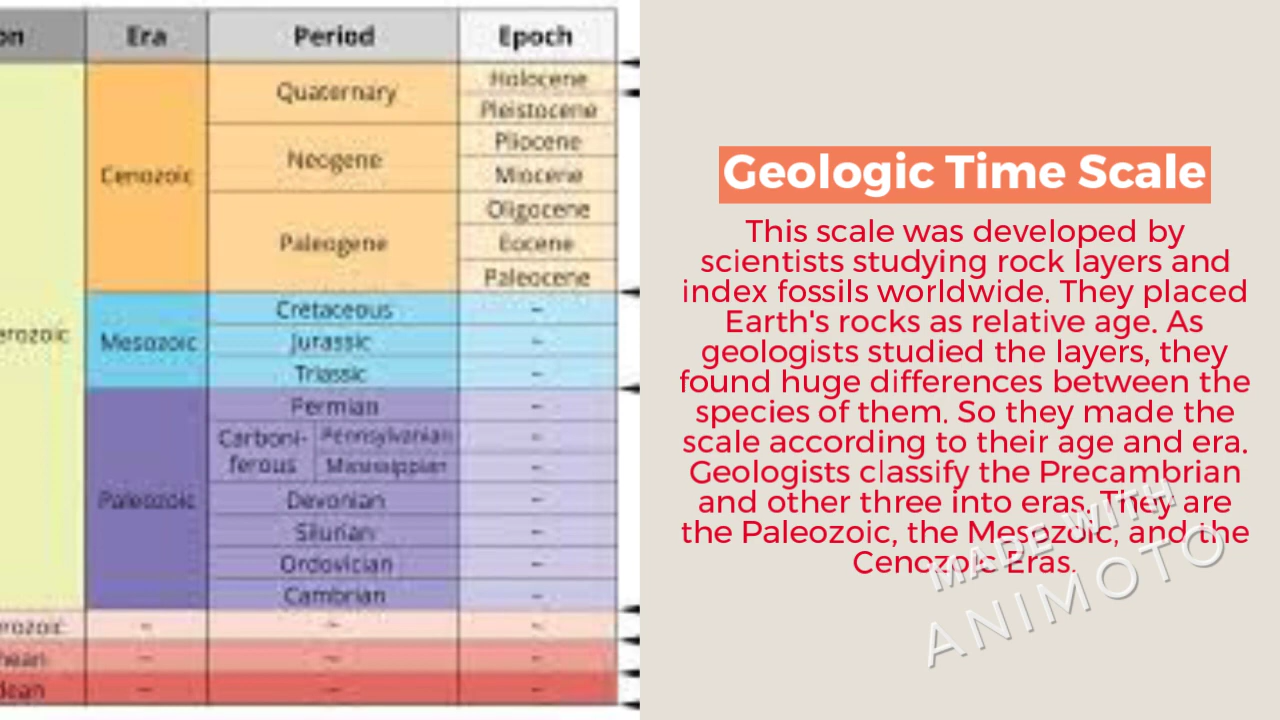 on Era Period Epoch
Quaternary Holocene
Pleistocene
Cenozoic Neogene Pliocene
Miocene
Paleogene Oligocene
Eocene
Paleocene
erozoic Mesozoic Cretaceous –
Jurassic –
Triassic –
Paleozoic Permian –
Carboni- Pennsylvanian –
ferous Mississippian –
Devonian –
Silurian –
Ordovician –
Cambrian –
rozoic – – –
hean – – –
dean – – –
Geologic Time Scale
This scale was developed by
scientists studying rock layers and
index fossils worldwide. They placed
Earth's rocks as relative age. As
geologists studied the layers, they
found huge differences between the
species of them. So they made the
scale according to their age and era.
Geologists classify the Precambrian
and other three into eras. They are
the Paleozoic, the Mesozoic, and the
Cenozoic Eras.
MADE WITH
ANIMOTO